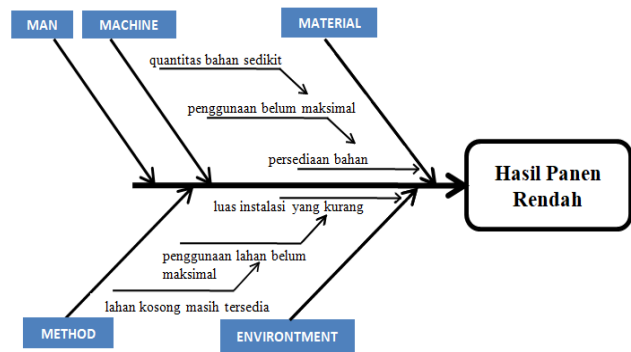 MAN
MACHINE
MATERIAL
quantitas bahan sedikit
penggunaan belum maksimal
persediaan bahan
Hasil Panen
Rendah
luas instalasi yang kurang
penggunaan lahan belum
maksimal
lahan kosong masih tersedia
METHOD
ENVIRONTMENT